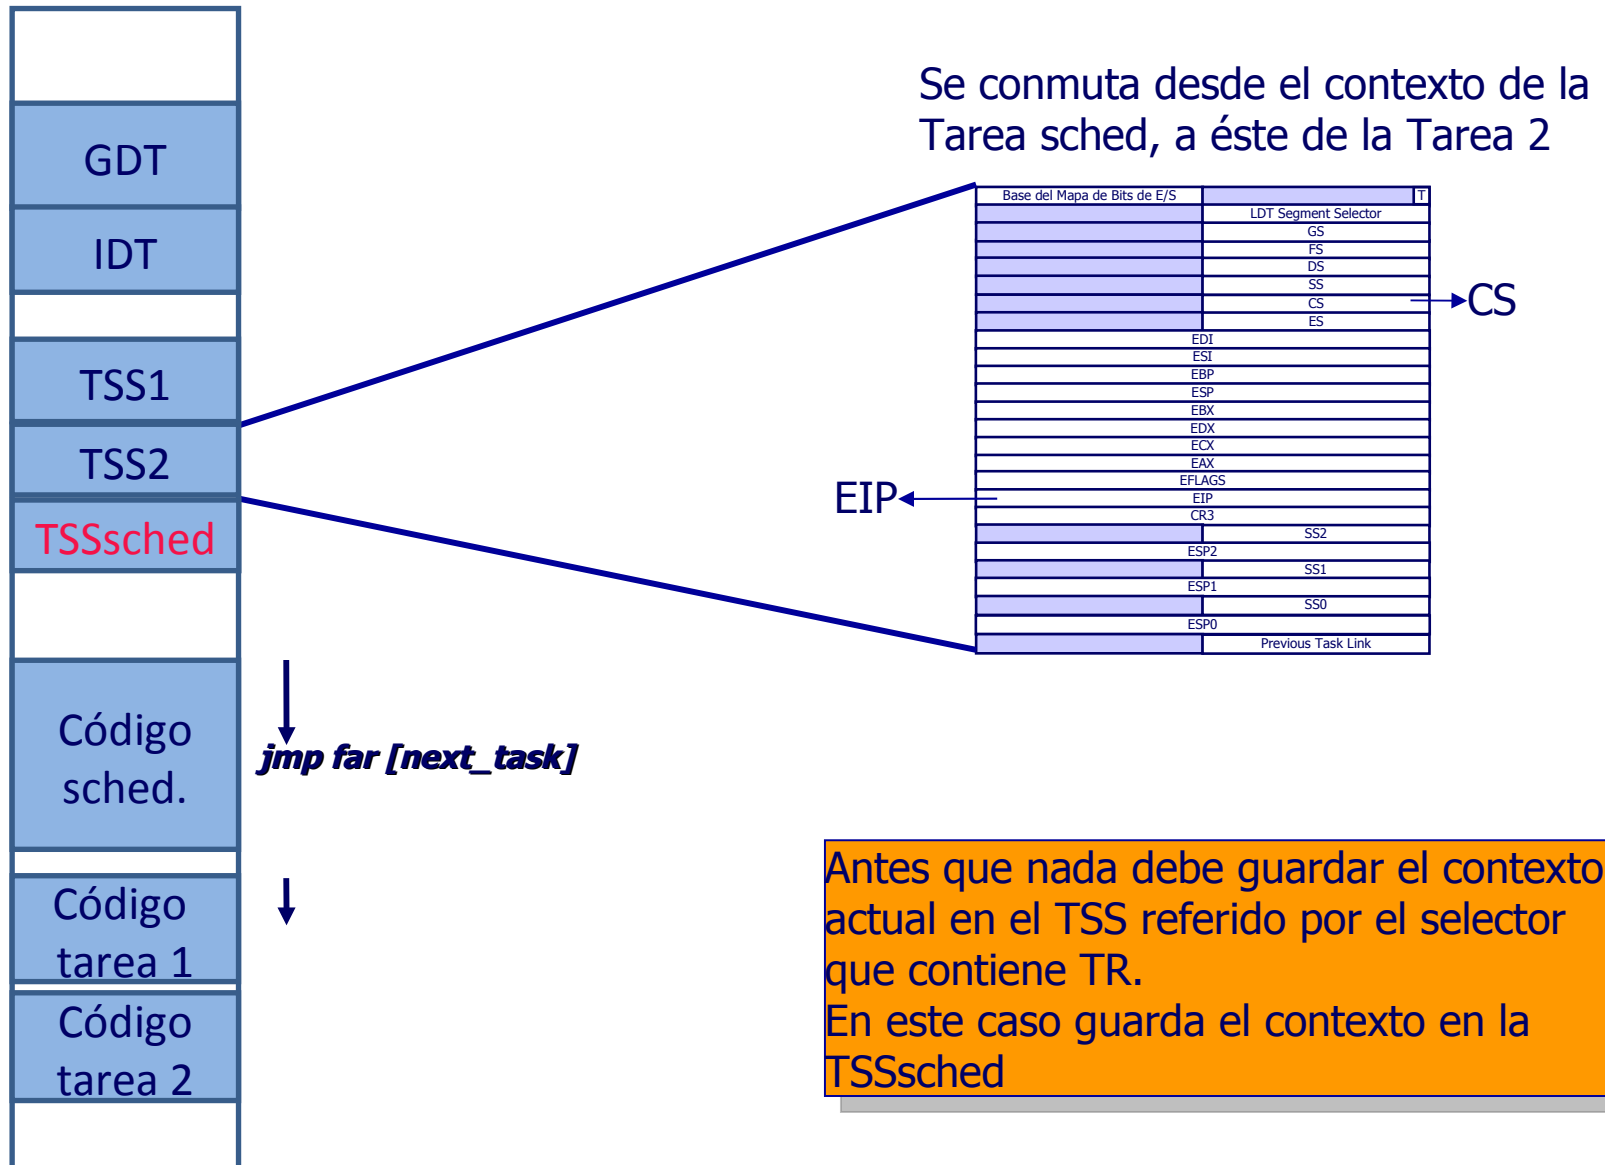 GDT
IDT
TSS1
TSS2
TSSsched
Código
sched.
Código
tarea 1
Código
tarea 2
jmp far [next_task]
Se conmuta desde el contexto de la
Tarea sched, a éste de la Tarea 2
Base del Mapa de Bits de E/S T
LDT Segment Selector
GS
FS
DS
SS
CS
ES
EDI
ESI
EBP
ESP
EBX
EDX
ECX
EAX
EFLAGS
EIP
CR3
SS2
ESP2
SS1
ESP1
SS0
ESP0
Previous Task Link
CS
EIP
Antes que nada debe guardar el contexto
actual en el TSS referido por el selector
que contiene TR.
En este caso guarda el contexto en la
TSSsched